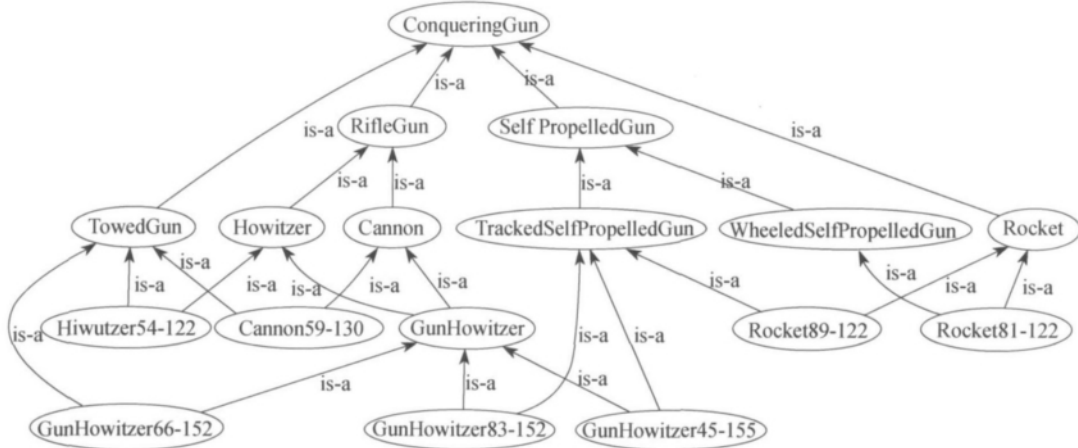 ConqueringGun
is-a
is-a
RifleGun
Self PropelledGun
is-a
is-a
is-a
is-a
is-a
is-a
TowedGun
Howitzer
Cannon
TrackedSelfPropelledGun
WheeledSelfPropelledGun
Rocket
is-a
is-a
is-a
is-a
is-a
is-a
is-a
is-a
is-a
Hiwutzer54-122
Cannon59-130
GunHowitzer
Rocket89-122
Rocket81-122
is-a
is-a
is-a
is-a
is-a
is-a
GunHowitzer66-152
GunHowitzer83-152
GunHowitzer45-155